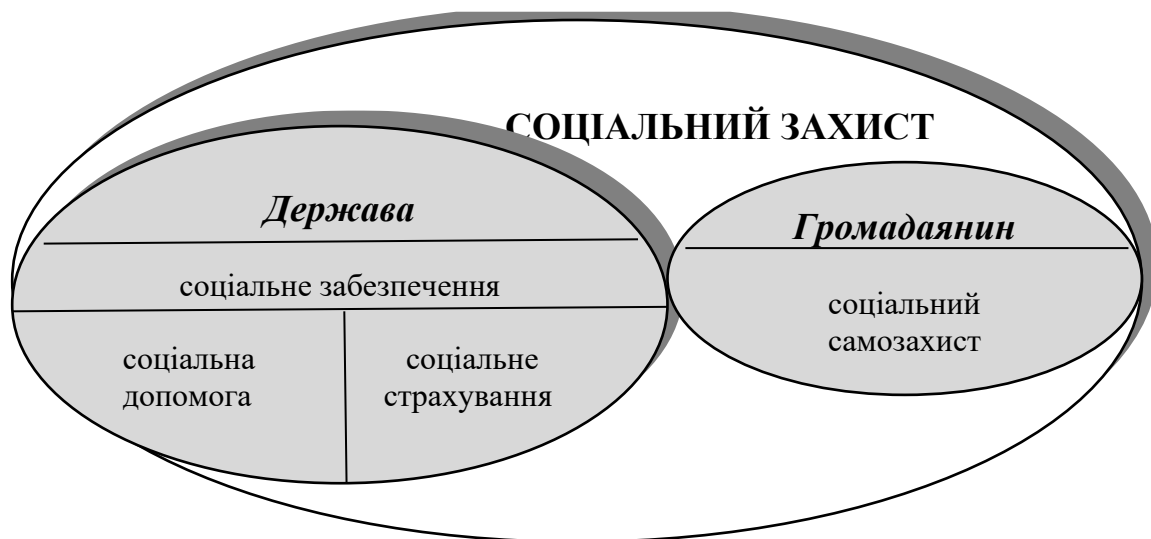 СОЦІАЛЬНИЙ ЗАХИСТ
Держава
соціальне забезпечення
соціальна
допомога
соціальне
страхування
Громадаянин
соціальний
самозахист